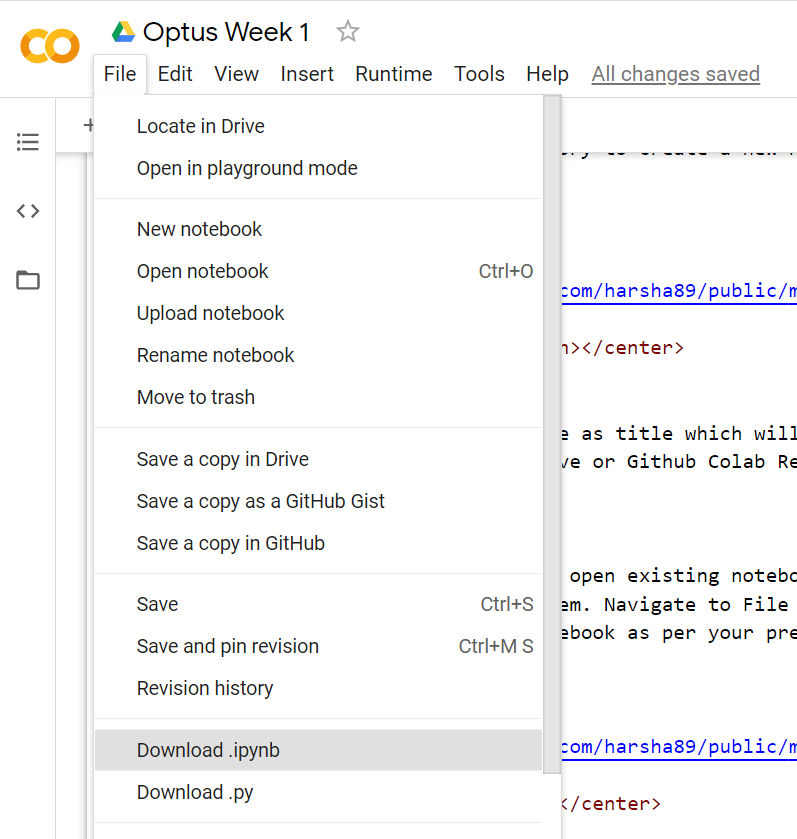 Optus Week 1
File Edit View Insert Runtime Tools Help All changes saved
+
Locate in Drive
Open in playground mode
to create a new
New notebook
Open notebook Ctrl+O
com/harsha89/public/m
Upload notebook
></center>
Rename notebook
Move to trash
e as title which will
Save a copy in Drive
ve or Github Colab Re
Save a copy as a GitHub Gist
Save a copy in GitHub
open existing notebo
Save Ctrl+S
em. Navigate to File
Save and pin revision Ctrl+M S
ebook as per your pre
Revision history
Download .ipynb
com/harsha89/public/m
Download .py
</center>